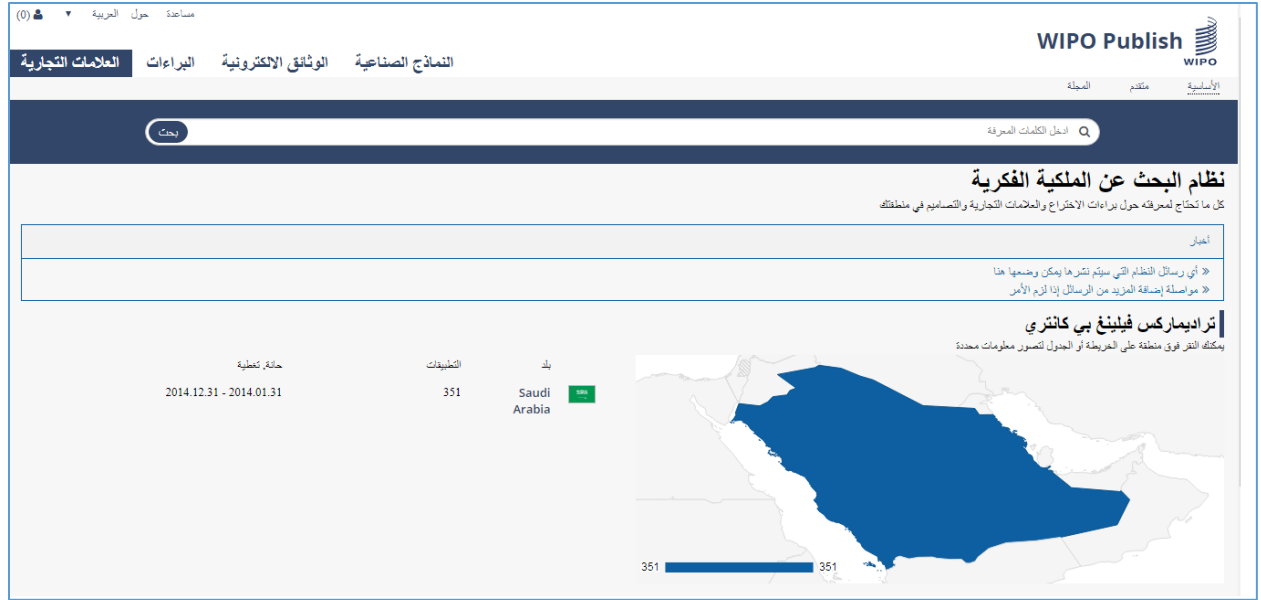 مساعدة حول العربية ▼ (0)
WIPO Publish
WIPO
العلامات التجارية البراءات الوثائق الالكترونية النماذج الصناعية
الأساسية متقدم المجلة
ادخل الكلمات المعرفة
بحث
نظام البحث عن الملكية الفكرية
كل ما تحتاج لمعرفته حول براءات الاختراع والعلامات التجارية والتصاميم في منطقتك
أخبار
» أي رسائل النظام التي سيتم نشرها يمكن وضعها هنا
» مواصلة إضافة المزيد من الرسائل إذا لزم الأمر
تراديماركس فيلينغ بي كانتري
يمكنك النقر فوق منطقة على الخريطة أو الجدول لتصور معلومات محددة
بلد التطبيقات حانة, تغطية
Saudi Arabia 351 2014.12.31 - 2014.01.31
351 351